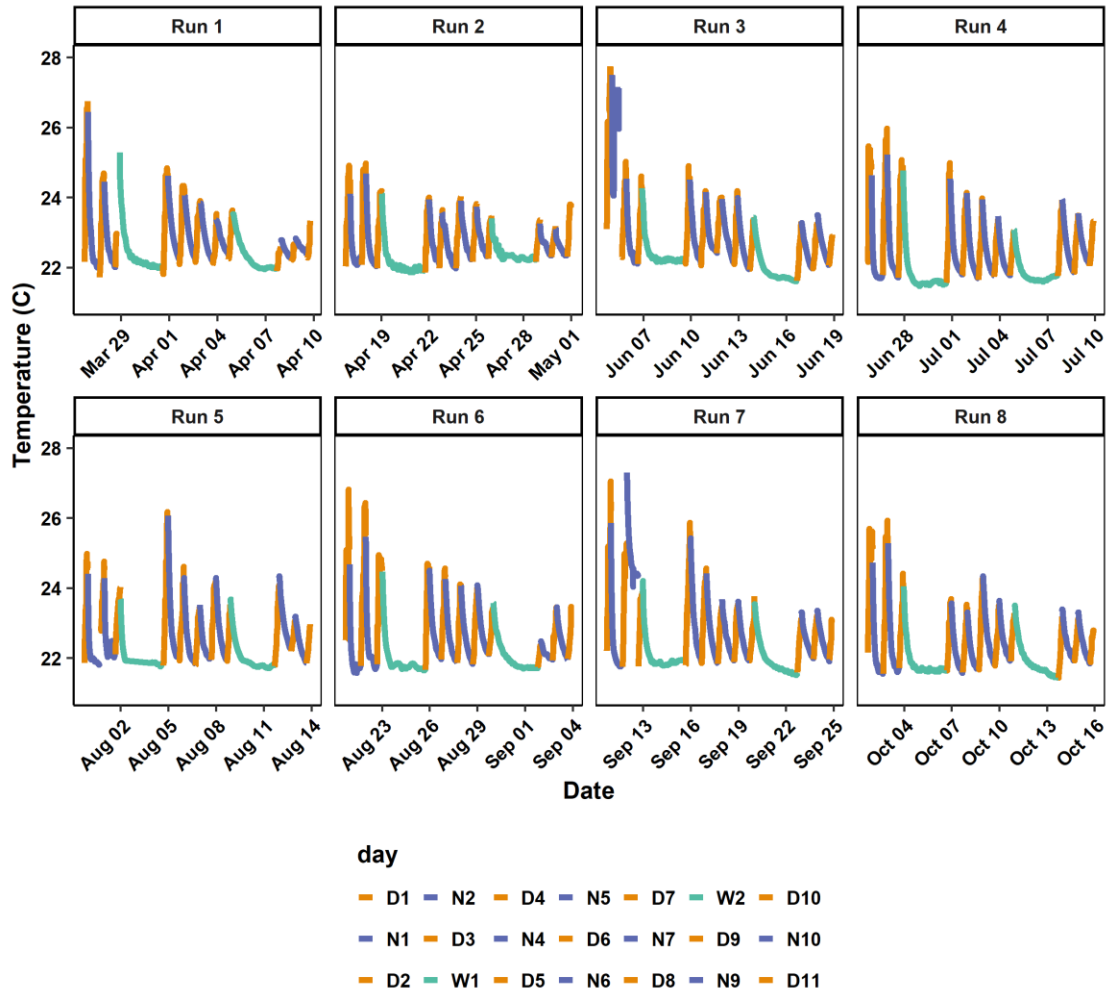 Run 1 Run 2 Run 3 Run 4
28
26
24
22
Mar 29 Apr 01 Apr 04 Apr 07 Apr 10 Apr 19 Apr 22 Apr 25 Apr 28 May 01 Jun 07 Jun 10 Jun 13 Jun 16 Jun 19 Jun 28 Jul 01 Jul 04 Jul 07 Jul 10
Temperature (C)
Run 5 Run 6 Run 7 Run 8
28
26
24
22
Aug 02 Aug 05 Aug 08 Aug 11 Aug 14 Aug 23 Aug 26 Aug 29 Sep 01 Sep 04 Sep 13 Sep 16 Sep 19 Sep 22 Sep 25 Oct 04 Oct 07 Oct 10 Oct 13 Oct 16
Date
day
D1 N2 D4 N5 D7 W2 D10
N1 D3 N4 D6 N7 D9 N10
D2 W1 D5 N6 D8 N9 D11